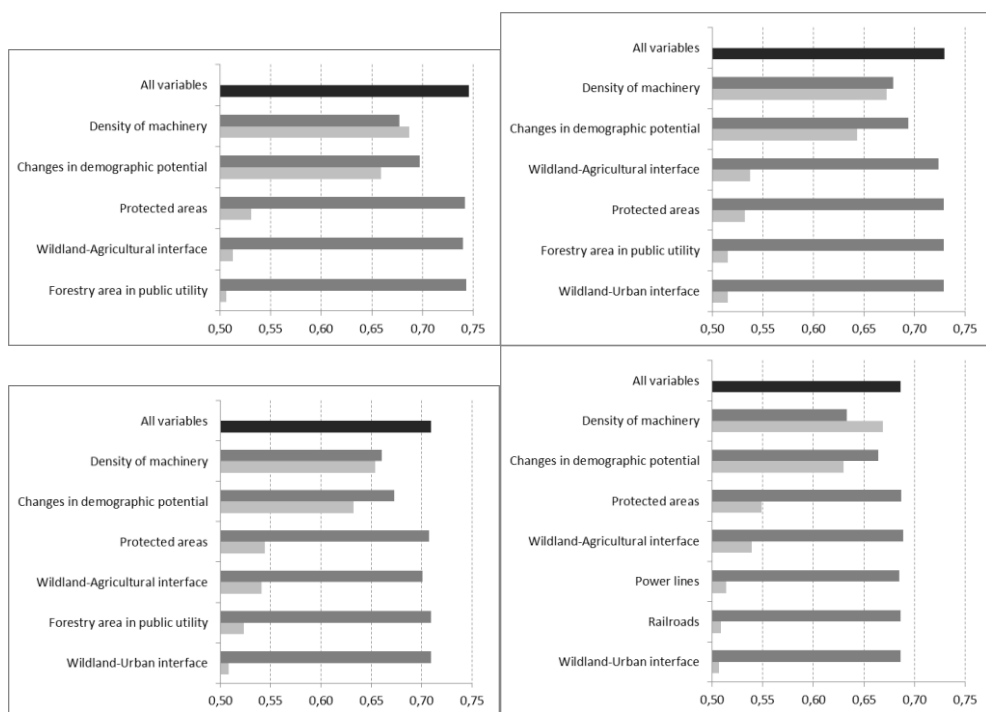 All variables
Density of machinery
Changes in demographic potential
Protected areas
Wildland-Agricultural interface
Forestry area in public utility
0,50 0,55 0,60 0,65 0,70 0,75
All variables
Density of machinery
Changes in demographic potential
Wildland-Agricultural interface
Protected areas
Forestry area in public utility
Wildland-Urban interface
0,50 0,55 0,60 0,65 0,70 0,75
All variables
Density of machinery
Changes in demographic potential
Protected areas
Wildland-Agricultural interface
Forestry area in public utility
Wildland-Urban interface
0,50 0,55 0,60 0,65 0,70 0,75
All variables
Density of machinery
Changes in demographic potential
Protected areas
Wildland-Agricultural interface
Power lines
Railroads
Wildland-Urban interface
0,50 0,55 0,60 0,65 0,70 0,75